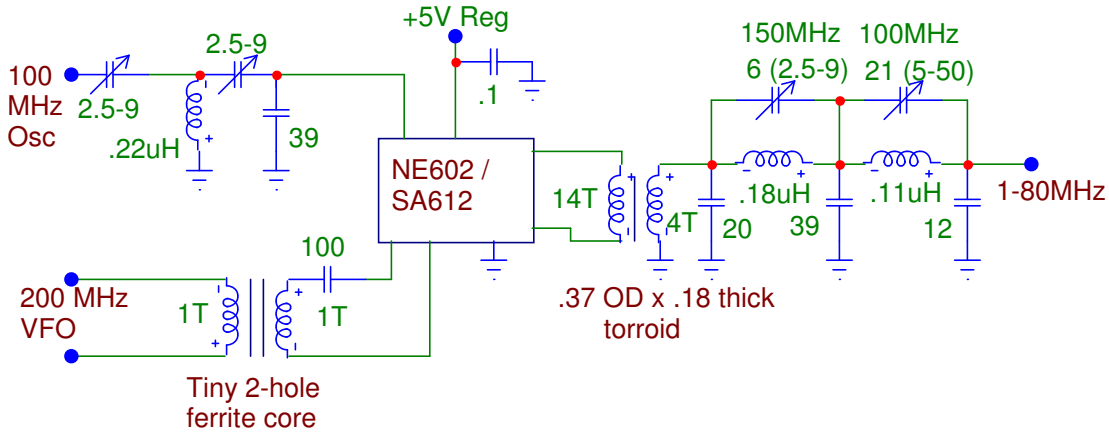 +5V Reg
150MHz
6 (2.5-9)
100MHz
21 (5-50)
2.5-9
100
MHz
Osc
2.5-9
.1
39
.22uH
NE602 /
SA612
14T
4T
.18uH
.11uH
1-80MHz
20
39
12
100
200 MHz
VFO
1T
1T
.37 OD x .18 thick
torroid
Tiny 2-hole
ferrite core